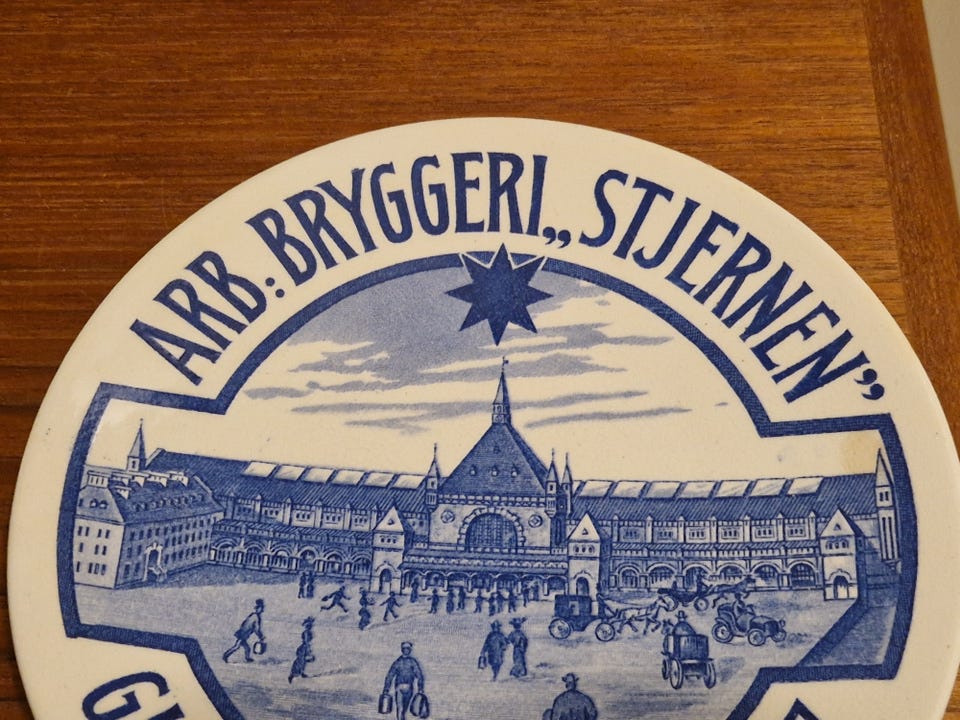 ARB: BRYGGERI „STJERNEN”